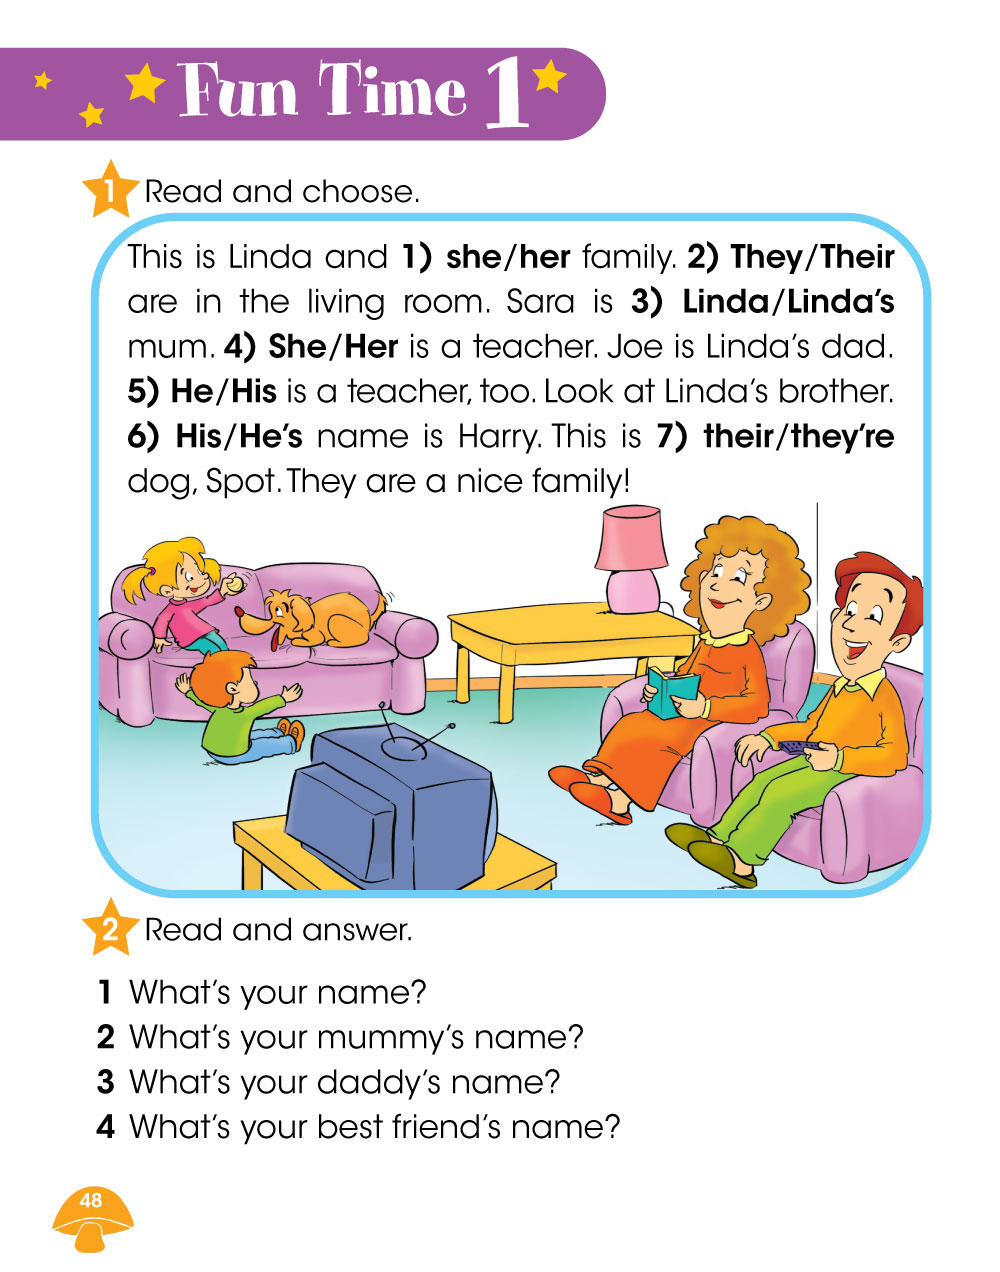 Fun Time 1
1 Read and choose.
This is Linda and 1) she/her family. 2) They/Their
are in the living room. Sara is 3) Linda/Linda's
mum. 4) She/Her is a teacher. Joe is Linda's dad.
5) He/His is a teacher, too. Look at Linda's brother.
6) His/He's name is Harry. This is 7) their/they're
dog, Spot. They are a nice family!
2 Read and answer.
1 What's your name?
2 What's your mummy's name?
3 What's your daddy's name?
4 What's your best friend's name?
48